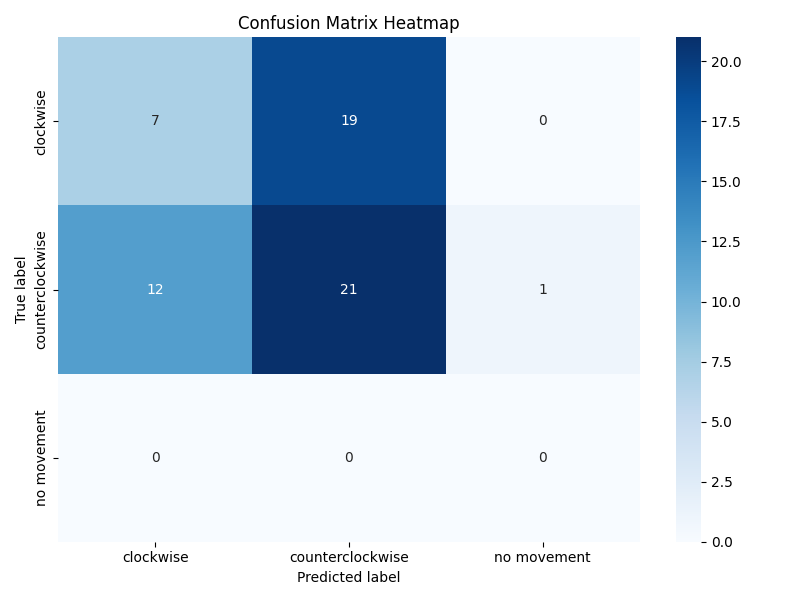 Confusion Matrix Heatmap
True label
clockwise
7 19 0
counterclockwise
12 21 1
no movement
0 0 0
clockwise counterclockwise no movement
Predicted label
20.0
17.5
15.0
12.5
10.0
7.5
5.0
2.5
0.0